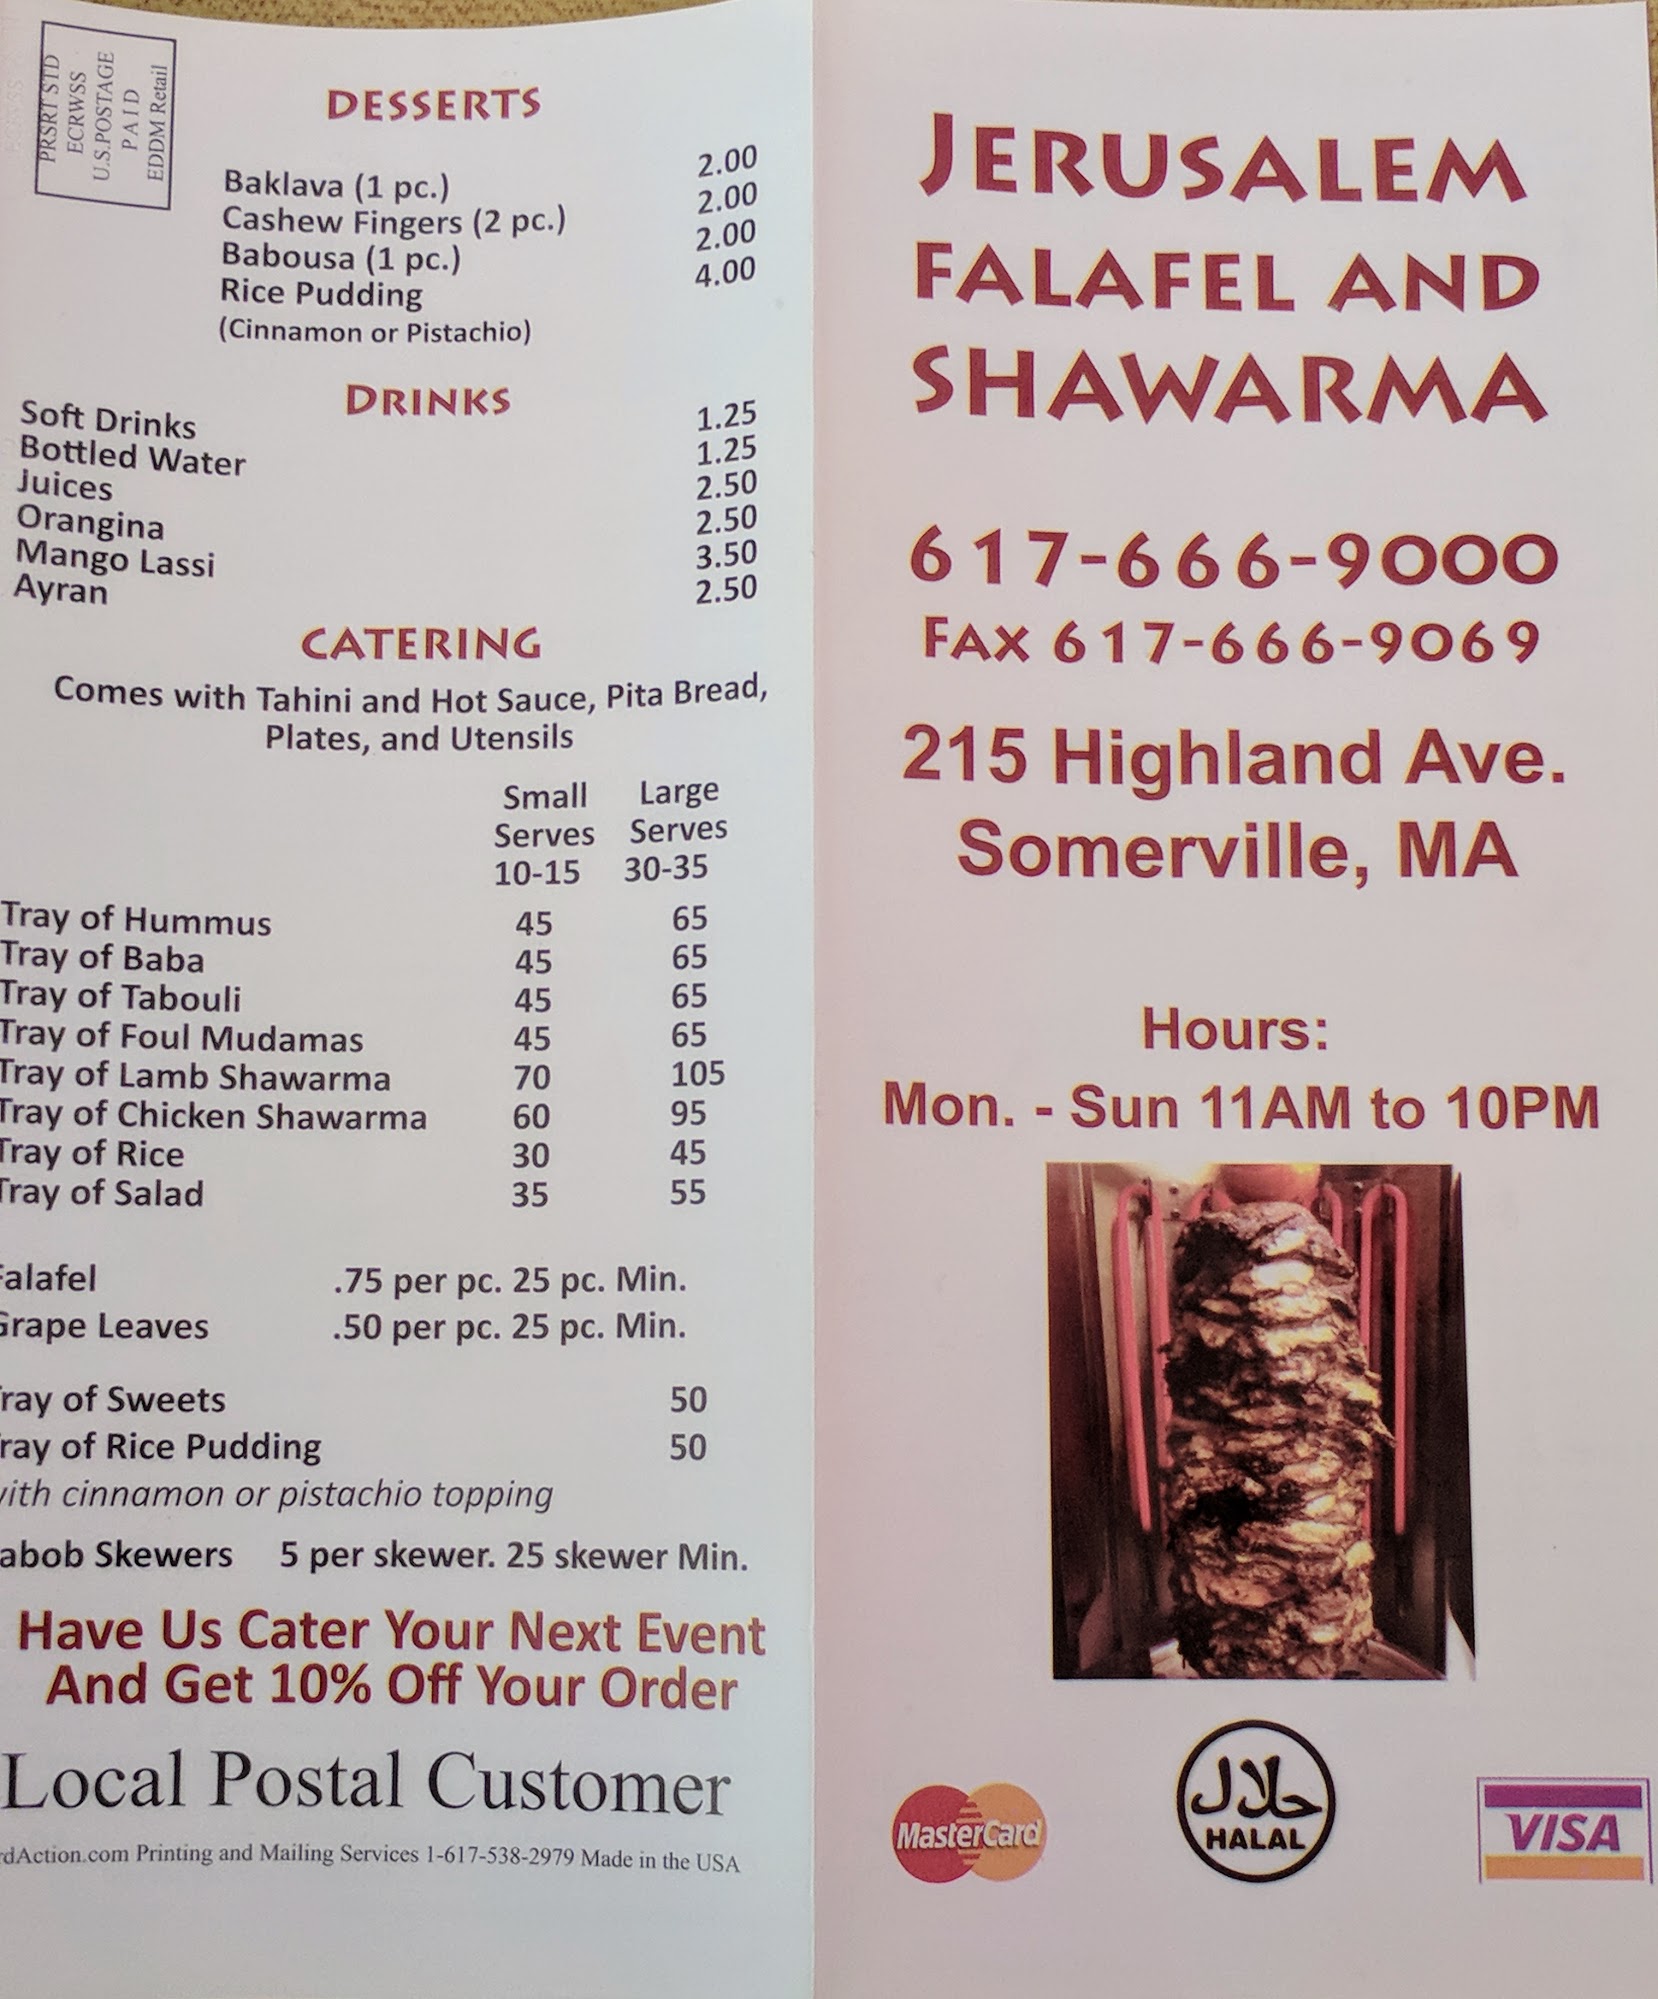 PRSRT STD
ECRWSS
U.S.POSTAGE
PAID
EDDM Retail
DESSERTS
Baklava (1 pc.) 2.00
Cashew Fingers (2 pc.) 2.00
Babousa (1 pc.) 2.00
Rice Pudding 4.00
(Cinnamon or Pistachio)
DRINKS
Soft Drinks 1.25
Bottled Water 1.25
Juices 2.50
Orangina 2.50
Mango Lassi 3.50
Ayran 2.50
CATERING
Comes with Tahini and Hot Sauce, Pita Bread,
Plates, and Utensils
Small Large
Serves Serves
10-15 30-35
Tray of Hummus 45 65
Tray of Baba 45 65
Tray of Tabouli 45 65
Tray of Foul Mudamas 45 65
Tray of Lamb Shawarma 70 105
Tray of Chicken Shawarma 60 95
Tray of Rice 30 45
Tray of Salad 35 55
Falafel .75 per pc. 25 pc. Min.
Grape Leaves .50 per pc. 25 pc. Min.
ray of Sweets 50
ray of Rice Pudding 50
with cinnamon or pistachio topping
abob Skewers 5 per skewer. 25 skewer Min.
Have Us Cater Your Next Event
And Get 10% Off Your Order
Local Postal Customer
rdAction.com Printing and Mailing Services 1-617-538-2979 Made in the USA
JERUSALEM
FALAFEL AND
SHAWARMA
617-666-9000
FAX 617-666-9069
215 Highland Ave.
Somerville, MA
Hours:
Mon. - Sun 11AM to 10PM
MasterCard
حلال
HALAL
VISA